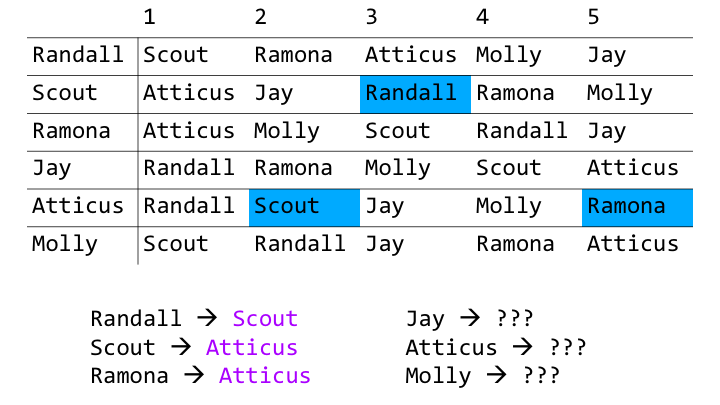 1 2 3 4 5
Randall Scout Ramona Atticus Molly Jay
Scout Atticus Jay Randall Ramona Molly
Ramona Atticus Molly Scout Randall Jay
Jay Randall Ramona Molly Scout Atticus
Atticus Randall Scout Jay Molly Ramona
Molly Scout Randall Jay Ramona Atticus
Randall → Scout Jay → ???
Scout → Atticus Atticus → ???
Ramona → Atticus Molly → ???